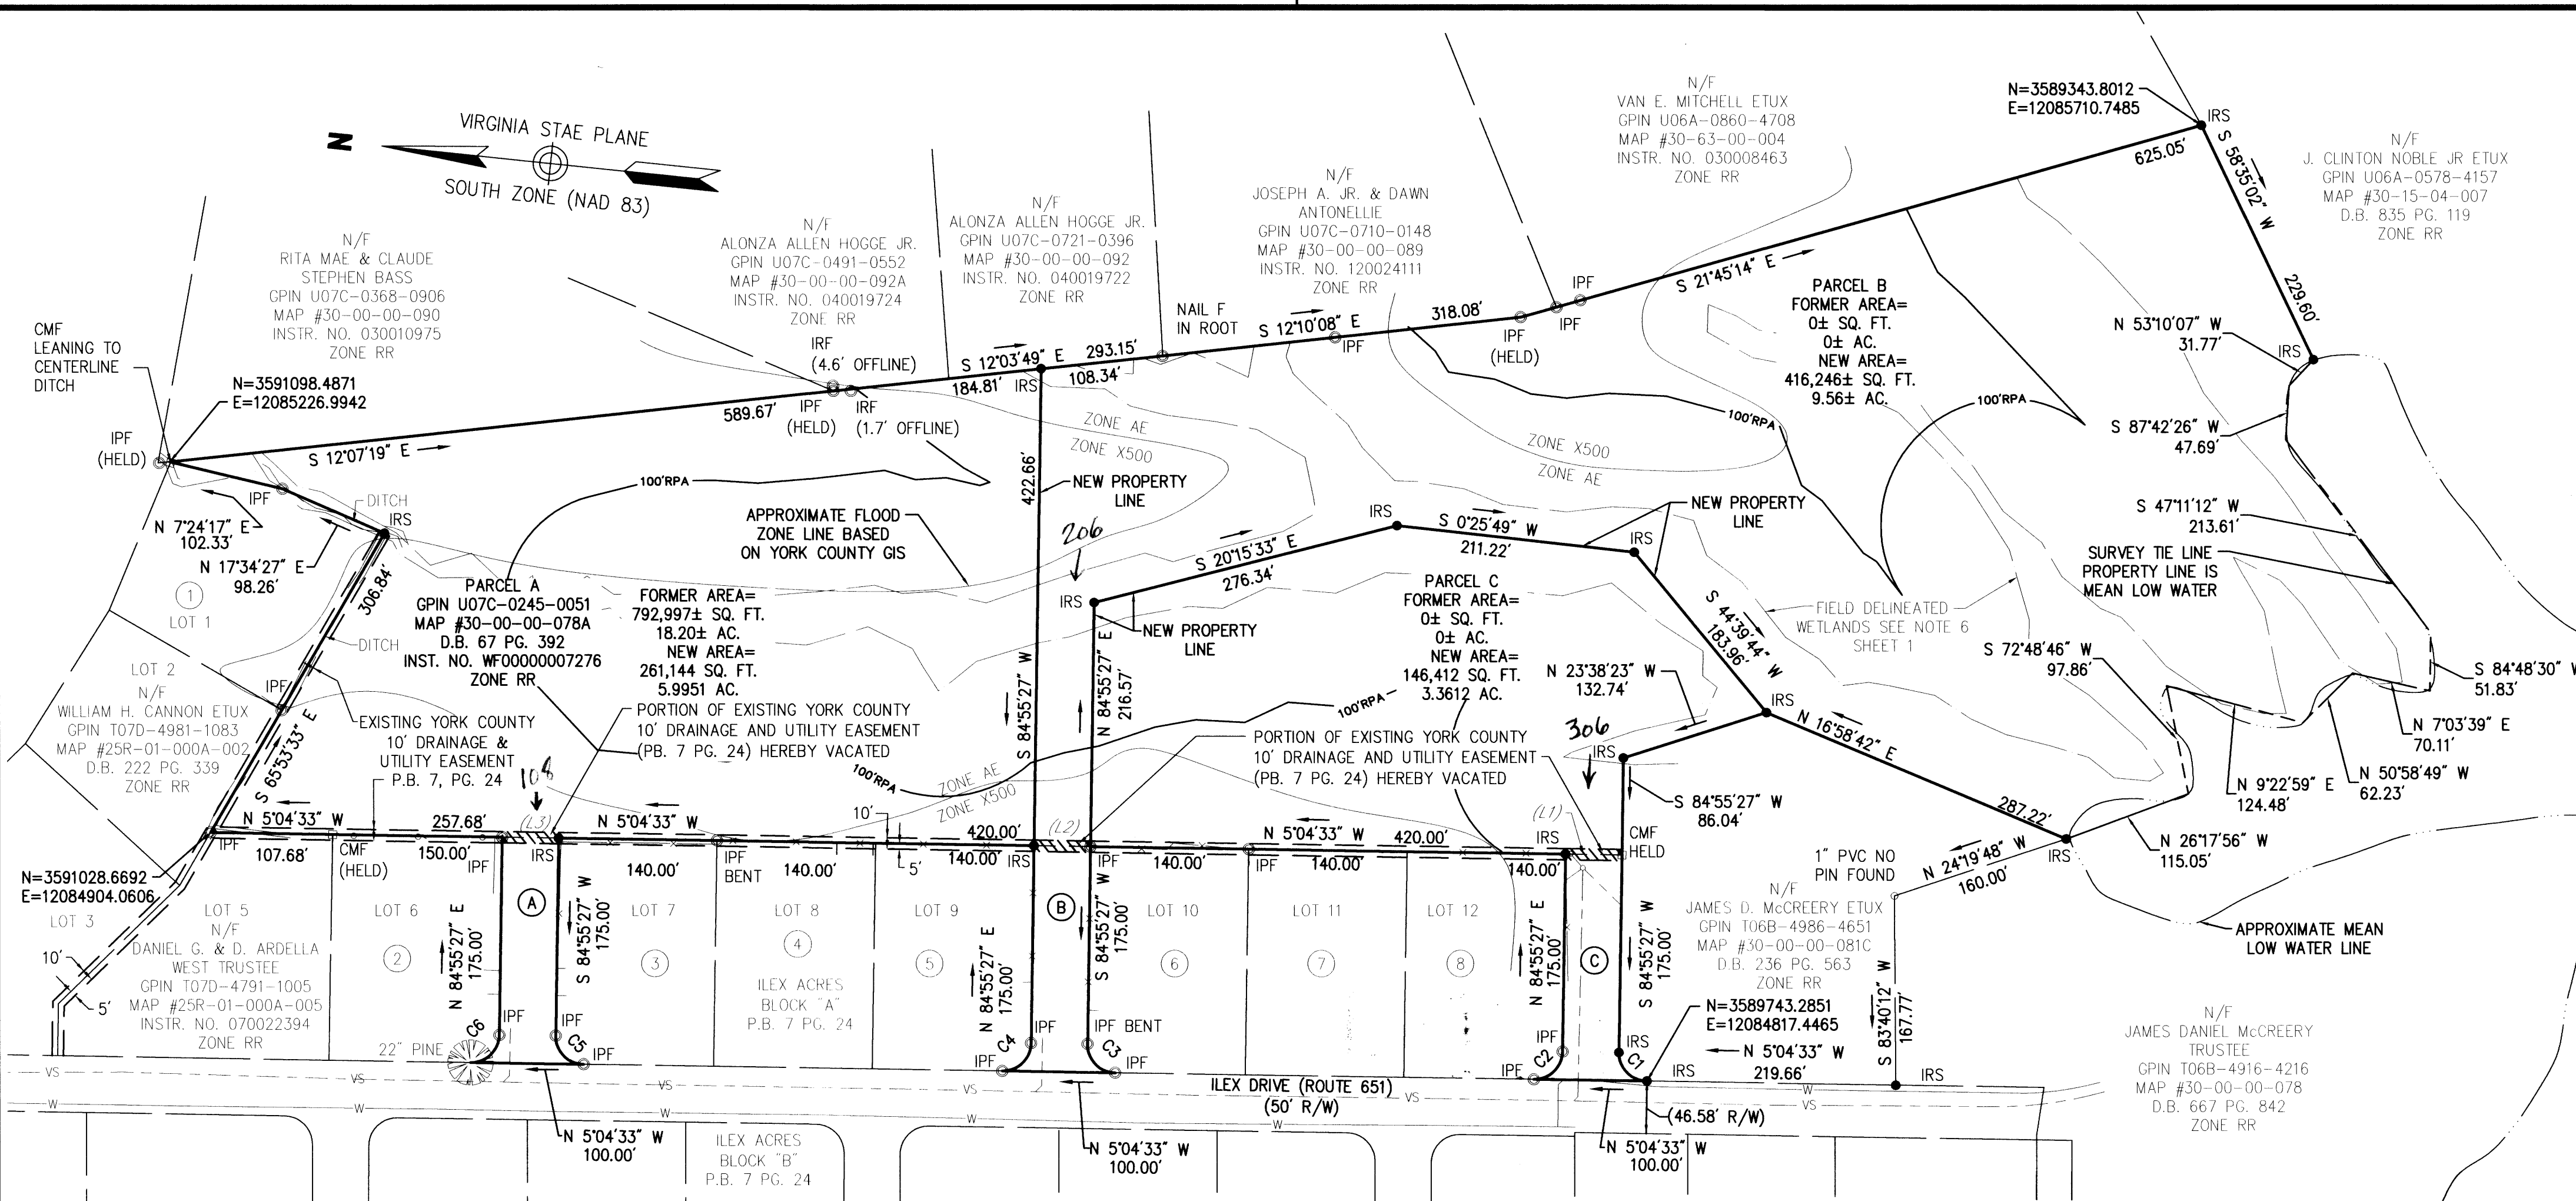 N
VIRGINIA STAE PLANE
SOUTH ZONE (NAD 83)
N/F
RITA MAE & CLAUDE
STEPHEN BASS
GPIN U07C-0368-0906
MAP #30-00-00-090
INSTR. NO. 030010975
ZONE RR
N/F
ALONZA ALLEN HOGGE JR.
GPIN U07C-0491-0552
MAP #30-00-00-092A
INSTR. NO. 040019724
ZONE RR
N/F
ALONZA ALLEN HOGGE JR.
GPIN U07C-0721-0396
MAP #30-00-00-092
INSTR. NO. 040019722
ZONE RR
N/F
JOSEPH A. JR. & DAWN
ANTONELLIE
GPIN U07C-0710-0148
MAP #30-00-00-089
INSTR. NO. 120024111
ZONE RR
N/F
VAN E. MITCHELL ETUX
GPIN U06A-0860-4708
MAP #30-63-00-004
INSTR. NO. 030008463
ZONE RR
N=3589343.8012
E=12085710.7485
IRS
N/F
J. CLINTON NOBLE JR ETUX
GPIN U06A-0578-4157
MAP #30-15-04-007
D.B. 835 PG. 119
ZONE RR
625.05'
S 58°35'02" W
229.60'
S 21°45'14" E
CMF
LEANING TO
CENTERLINE
DITCH
N=3591098.4871
E=12085226.9942
IPF
(HELD)
S 12°07'19" E
589.67'
IRF
(4.6' OFFLINE)
IPF
(HELD)
IRF
(1.7' OFFLINE)
S 12°03'49" E
293.15'
184.81'
IRS
108.34'
NAIL F
IN ROOT
S 12°10'08" E
318.08'
IPF
IPF
(HELD)
IPF
IPF
PARCEL B
FORMER AREA=
0± SQ. FT.
0± AC.
NEW AREA=
416,246± SQ. FT.
9.56± AC.
N 53°10'07" W
31.77'
IRS
S 87°42'26" W
47.69'
S 47°11'12" W
213.61'
SURVEY TIE LINE
PROPERTY LINE IS
MEAN LOW WATER
100'RPA
100'RPA
ZONE AE
ZONE X500
ZONE X500
ZONE AE
IPF
DITCH
IRS
N 7°24'17" E
102.33'
N 17°34'27" E
98.26'
100'RPA
422.66'
NEW PROPERTY
LINE
NEW PROPERTY
LINE
APPROXIMATE FLOOD
ZONE LINE BASED
ON YORK COUNTY GIS
206
IRS
S 20°15'33" E
276.34'
IRS
S 0°25'49" W
211.22'
IRS
S 44°39'44" W
183.96'
FIELD DELINEATED
WETLANDS SEE NOTE 6
SHEET 1
1
LOT 1
306.84'
DITCH
PARCEL A
GPIN U07C-0245-0051
MAP #30-00-00-078A
D.B. 67 PG. 392
INST. NO. WF00000007276
ZONE RR
FORMER AREA=
792,997± SQ. FT.
18.20± AC.
NEW AREA=
261,144 SQ. FT.
5.9951 AC.
NEW PROPERTY
LINE
PARCEL C
FORMER AREA=
0± SQ. FT.
0± AC.
NEW AREA=
146,412 SQ. FT.
3.3612 AC.
N 23°38'23" W
132.74'
S 72°48'46" W
97.86'
S 84°48'30" W
51.83'
N 7°03'39" E
70.11'
N 50°58'49" W
62.23'
N 9°22'59" E
124.48'
LOT 2
N/F
WILLIAM H. CANNON ETUX
GPIN T07D-4981-1083
MAP #25R-01-000A-002
D.B. 222 PG. 339
ZONE RR
IPF
S 65°53'33" E
EXISTING YORK COUNTY
10' DRAINAGE &
UTILITY EASEMENT
P.B. 7, PG. 24
108
PORTION OF EXISTING YORK COUNTY
10' DRAINAGE AND UTILITY EASEMENT
(PB. 7 PG. 24) HEREBY VACATED
S 84°55'27" W
N 84°55'27" E
216.57'
100'RPA
ZONE AE
ZONE X500
100'RPA
306
PORTION OF EXISTING YORK COUNTY
10' DRAINAGE AND UTILITY EASEMENT
(PB. 7 PG. 24) HEREBY VACATED
IRS
IRS
N 16°58'42" E
287.22'
S 84°55'27" W
86.04'
N 5°04'33" W
257.68'
(L3)
N 5°04'33" W
420.00'
10'
5'
(L2)
N 5°04'33" W
420.00'
(L1)
IRS
CMF
HELD
IPF
107.68'
CMF
(HELD)
150.00'
IPF
IRS
140.00'
IPF
BENT
140.00'
140.00'
IRS
IPF
140.00'
IPF
140.00'
140.00'
1" PVC NO
PIN FOUND
N 24°19'48" W
160.00'
IRS
N 26°17'56" W
115.05'
N=3591028.6692
E=12084904.0606
LOT 3
LOT 5
N/F
DANIEL G. & D. ARDELLA
WEST TRUSTEE
GPIN T07D-4791-1005
MAP #25R-01-000A-005
INSTR. NO. 070022394
ZONE RR
10'
5'
LOT 6
2
N 84°55'27" E
175.00'
A
S 84°55'27" W
175.00'
LOT 7
3
LOT 8
4
ILEX ACRES
BLOCK "A"
P.B. 7 PG. 24
LOT 9
5
N 84°55'27" E
175.00'
B
S 84°55'27" W
175.00'
LOT 10
6
LOT 11
7
LOT 12
8
N 84°55'27" E
175.00'
C
S 84°55'27" W
175.00'
N/F
JAMES D. McCREERY ETUX
GPIN T06B-4986-4651
MAP #30-00-00-081C
D.B. 236 PG. 563
ZONE RR
N=3589743.2851
E=12084817.4465
S 83°40'12" W
167.77'
APPROXIMATE MEAN
LOW WATER LINE
N/F
JAMES DANIEL McCREERY
TRUSTEE
GPIN T06B-4916-4216
MAP #30-00-00-078
D.B. 667 PG. 842
ZONE RR
22" PINE
C6
IPF
IPF
C5
IPF
C4
IPF
IPF
IPF BENT
C3
IPF
IPF
C2
IPF
IRS
C1
IRS
N 5°04'33" W
219.66'
IRS
VS
VS
VS
VS
VS
VS
ILEX DRIVE (ROUTE 651)
(50' R/W)
(46.58' R/W)
W
W
W
W
W
W
N 5°04'33" W
100.00'
ILEX ACRES
BLOCK "B"
P.B. 7 PG. 24
N 5°04'33" W
100.00'
N 5°04'33" W
100.00'